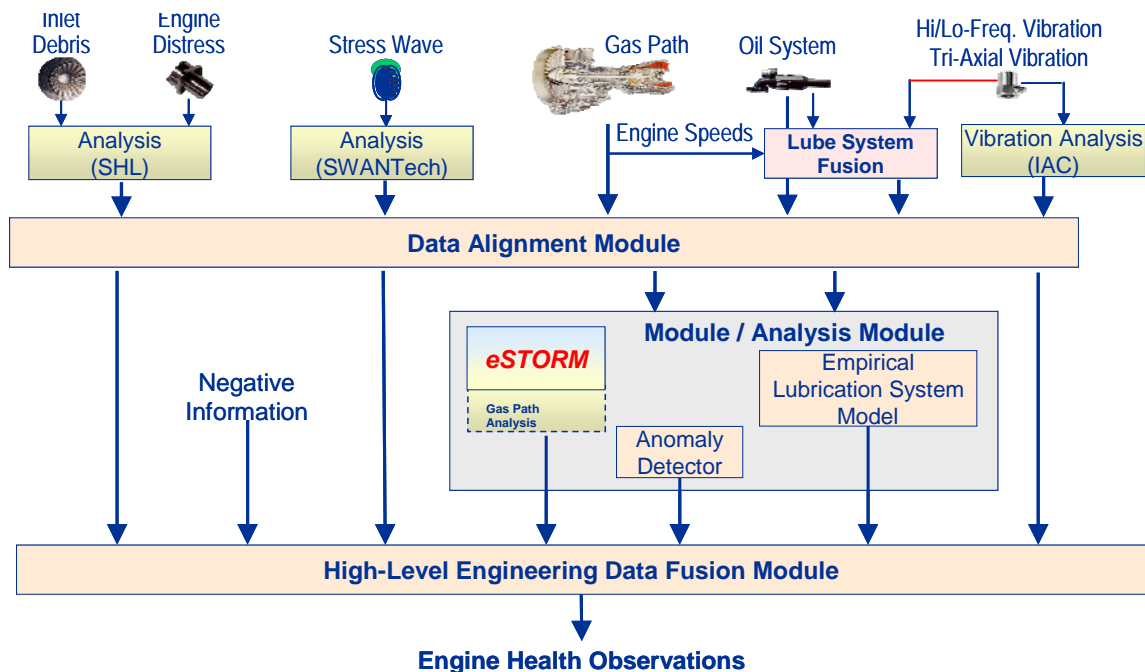 Inlet
Debris
Engine
Distress
Stress Wave
Gas Path
Oil System
Hi/Lo-Freq. Vibration
Tri-Axial Vibration
Analysis
(SHL)
Analysis
(SWANTech)
Engine Speeds
Lube System
Fusion
Vibration Analysis
(IAC)
Data Alignment Module
Negative
Information
Module / Analysis Module
eSTORM
Gas Path
Analysis
Anomaly
Detector
Empirical
Lubrication System
Model
High-Level Engineering Data Fusion Module
Engine Health Observations